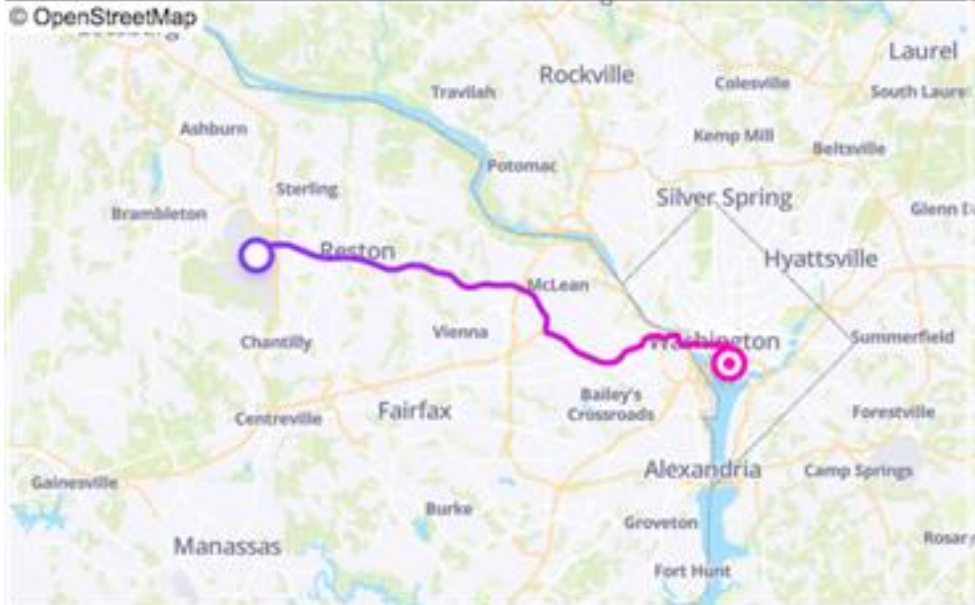 © OpenStreetMap
Laurel
Rockville
Colesville
Travilah
South Laure
Ashburn
Kemp Mill
Beltsville
Potomac
Sterling
Silver Spring
Brambleton
Glenn
Reston
Hyattsville
McLean
Vienna
Washington
Summerfield
Chantilly
Bailey's
Crossroads
Centreville
Fairfax
Forestville
Alexandria
Camp Springs
Gainesville
Burke
Groveton
Rosar
Manassas
Fort Hunt